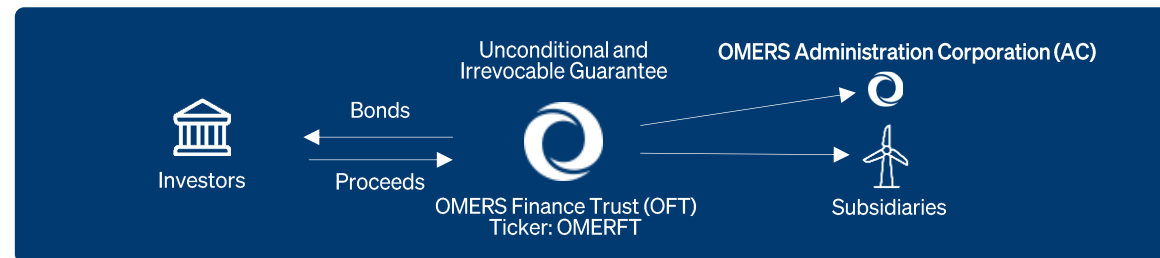 Unconditional and
Irrevocable Guarantee
OMERS Administration Corporation (AC)
Bonds
Investors
Proceeds
OMERS Finance Trust (OFT)
Ticker: OMERFT
Subsidiaries